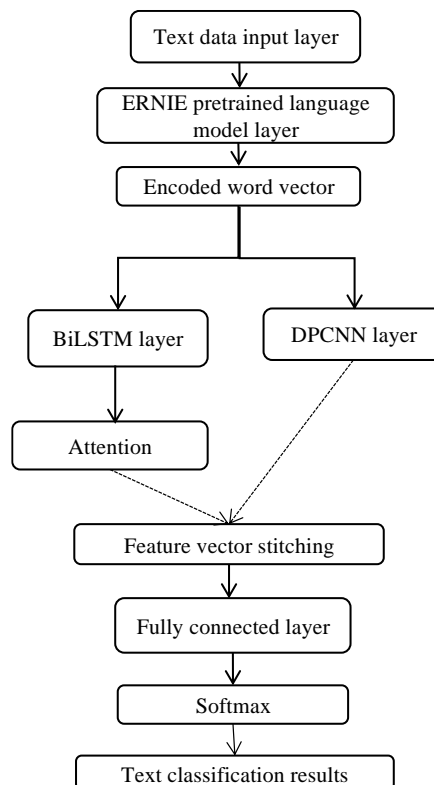 Text data input layer
ERNIE pretrained language
model layer
Encoded word vector
BiLSTM layer
DPCNN layer
Attention
Feature vector stitching
Fully connected layer
Softmax
Text classification results